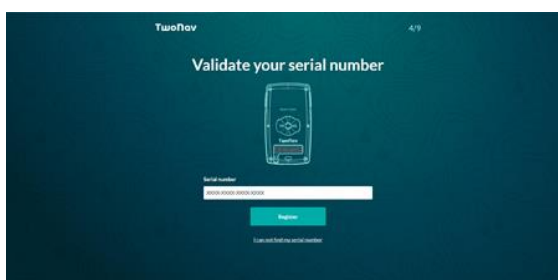 TwoNav
4/9
Validate your serial number
TwoNav
Serial number
XXXXX-XXXXX-XXXXX-XXXXX
Register
I can not find my serial number